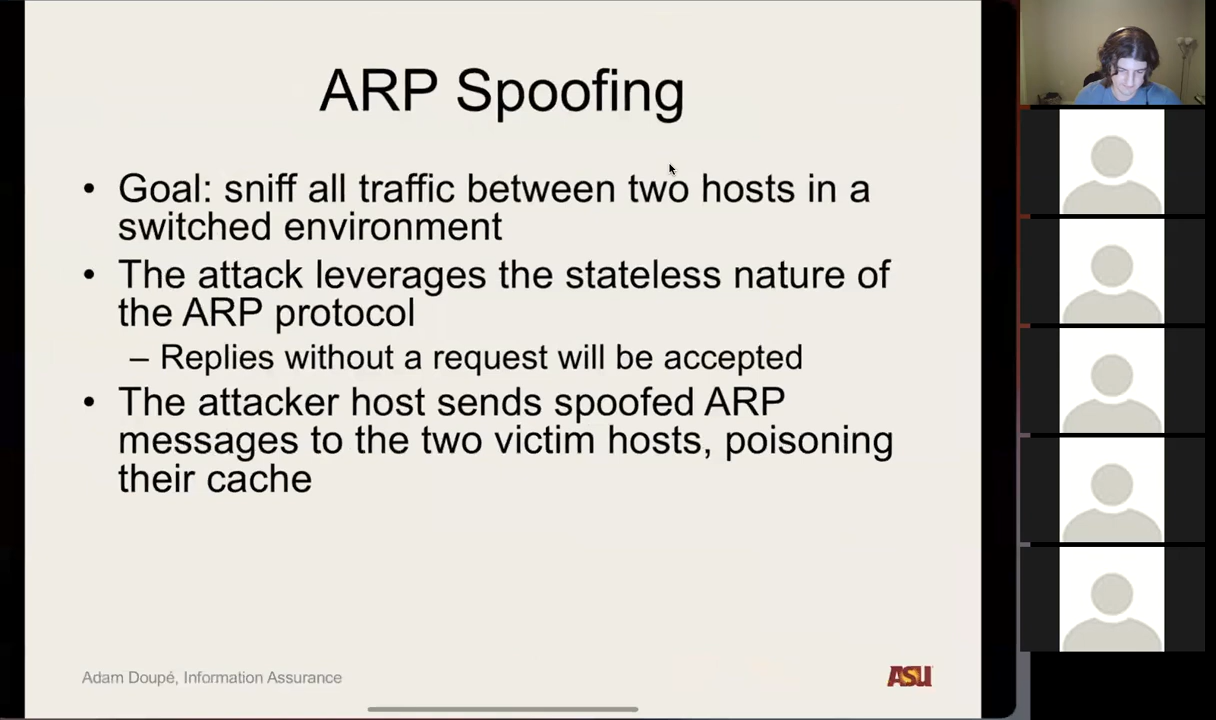 ARP Spoofing
• Goal: sniff all traffic between two hosts in a
switched environment
• The attack leverages the stateless nature of
the ARP protocol
– Replies without a request will be accepted
• The attacker host sends spoofed ARP
messages to the two victim hosts, poisoning
their cache
Adam Doupé, Information Assurance
ASU